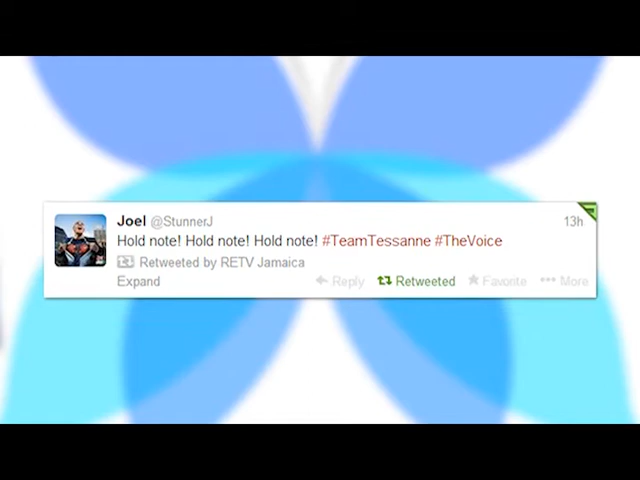 Joel @StunnerJ 13h
Hold note! Hold note! Hold note! #TeamTessanne #TheVoice
Retweeted by RETV Jamaica
Expand Reply Retweeted Favorite More